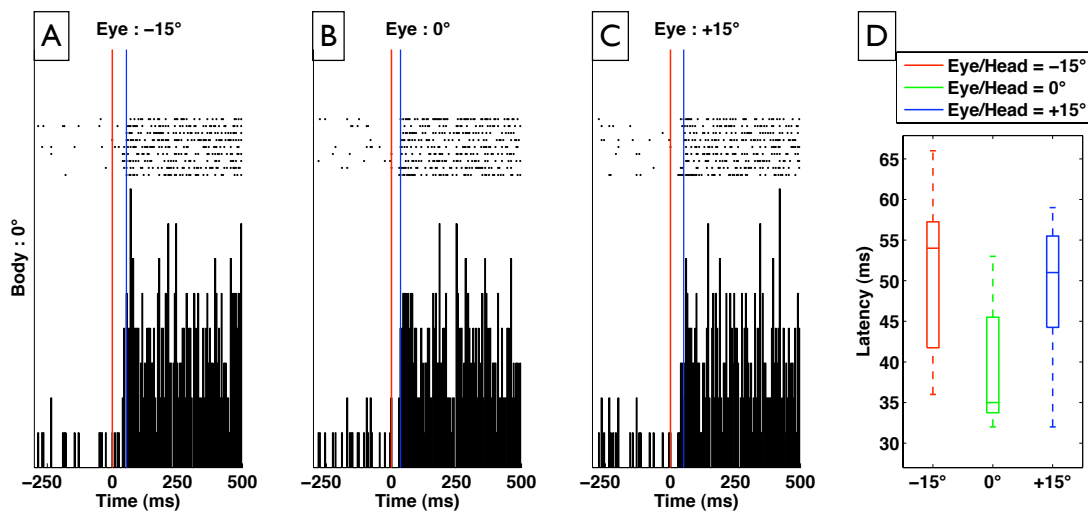 A
Eye : −15°
B
Eye : 0°
C
Eye : +15°
D
Eye/Head = −15°
Eye/Head = 0°
Eye/Head = +15°
Body : 0°
−250 0 250 500
Time (ms)
−250 0 250 500
Time (ms)
−250 0 250 500
Time (ms)
Latency (ms)
65
60
55
50
45
40
35
30
−15° 0° +15°